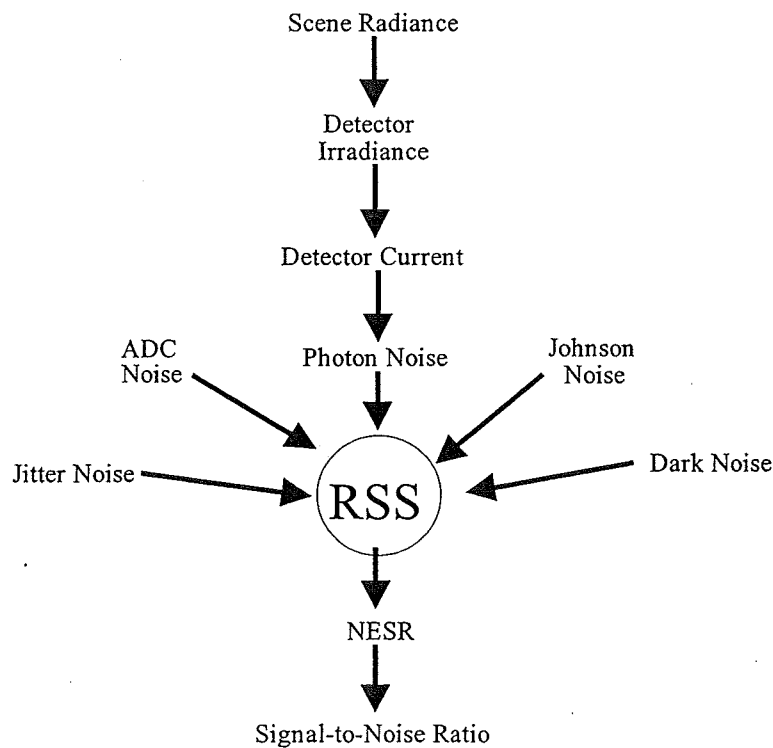 Scene Radiance
Detector
Irradiance
Detector Current
ADC
Noise
Photon Noise
Johnson
Noise
Jitter Noise
RSS
Dark Noise
NESR
Signal-to-Noise Ratio